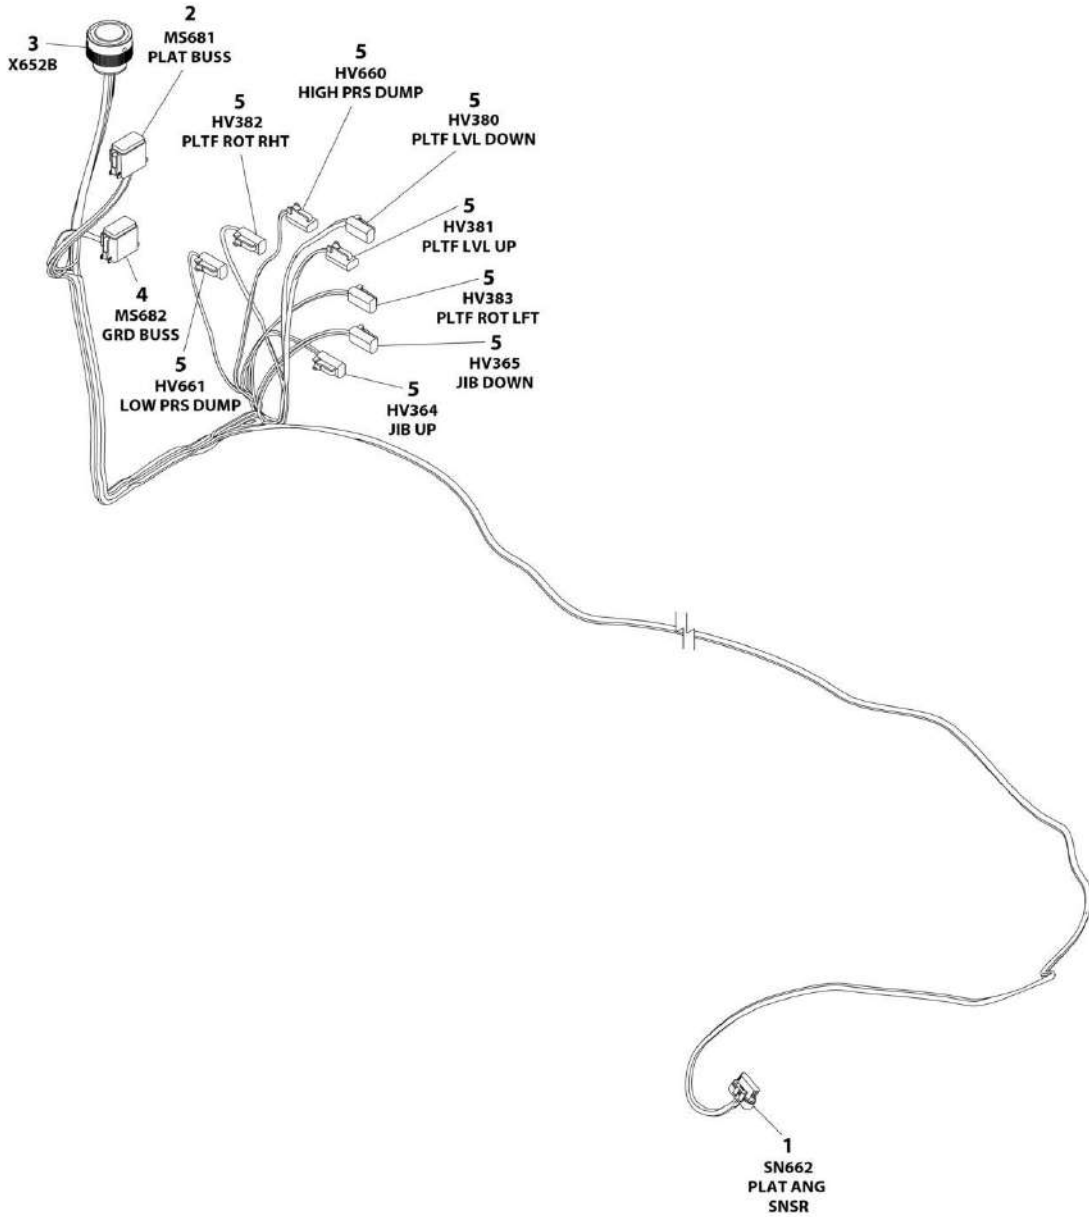 2
MS681
PLAT BUSS
3
X652B
5
HV660
HIGH PRS DUMP
5
HV382
PLTF ROT RHT
5
HV380
PLTF LVL DOWN
5
HV381
PLTF LVL UP
5
HV383
PLTF ROT LFT
4
MS682
GRD BUSS
5
HV365
JIB DOWN
5
HV661
LOW PRS DUMP
5
HV364
JIB UP
1
SN662
PLAT ANG
SNSR